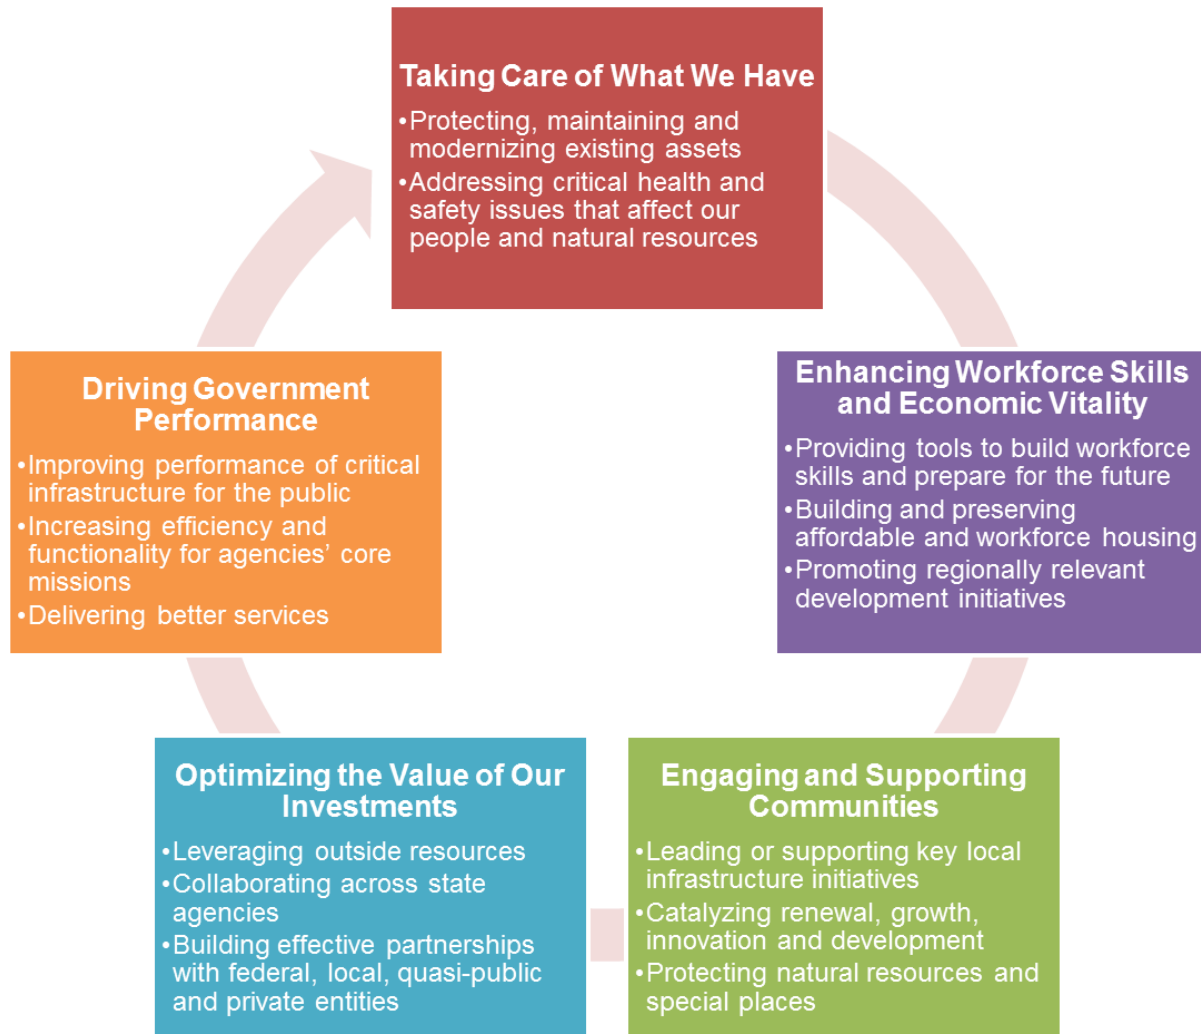 Taking Care of What We Have
•Protecting, maintaining and
modernizing existing assets
•Addressing critical health and
safety issues that affect our
people and natural resources
Enhancing Workforce Skills
and Economic Vitality
•Providing tools to build workforce
skills and prepare for the future
•Building and preserving
affordable and workforce housing
•Promoting regionally relevant
development initiatives
Engaging and Supporting
Communities
•Leading or supporting key local
infrastructure initiatives
•Catalyzing renewal, growth,
innovation and development
•Protecting natural resources and
special places
Optimizing the Value of Our
Investments
•Leveraging outside resources
•Collaborating across state
agencies
•Building effective partnerships
with federal, local, quasi-public
and private entities
Driving Government
Performance
•Improving performance of critical
infrastructure for the public
•Increasing efficiency and
functionality for agencies’ core
missions
•Delivering better services